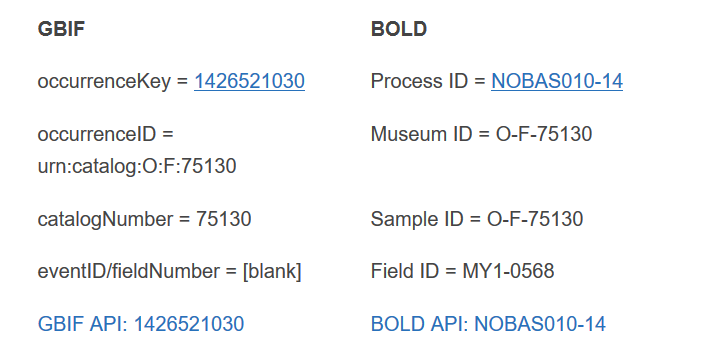 GBIF
BOLD
occurrenceKey = 1426521030
Process ID = NOBAS010-14
occurrenceID =
urn:catalog:O:F:75130
Museum ID = O-F-75130
catalogNumber = 75130
Sample ID = O-F-75130
eventID/fieldNumber = [blank]
Field ID = MY1-0568
GBIF API: 1426521030
BOLD API: NOBAS010-14